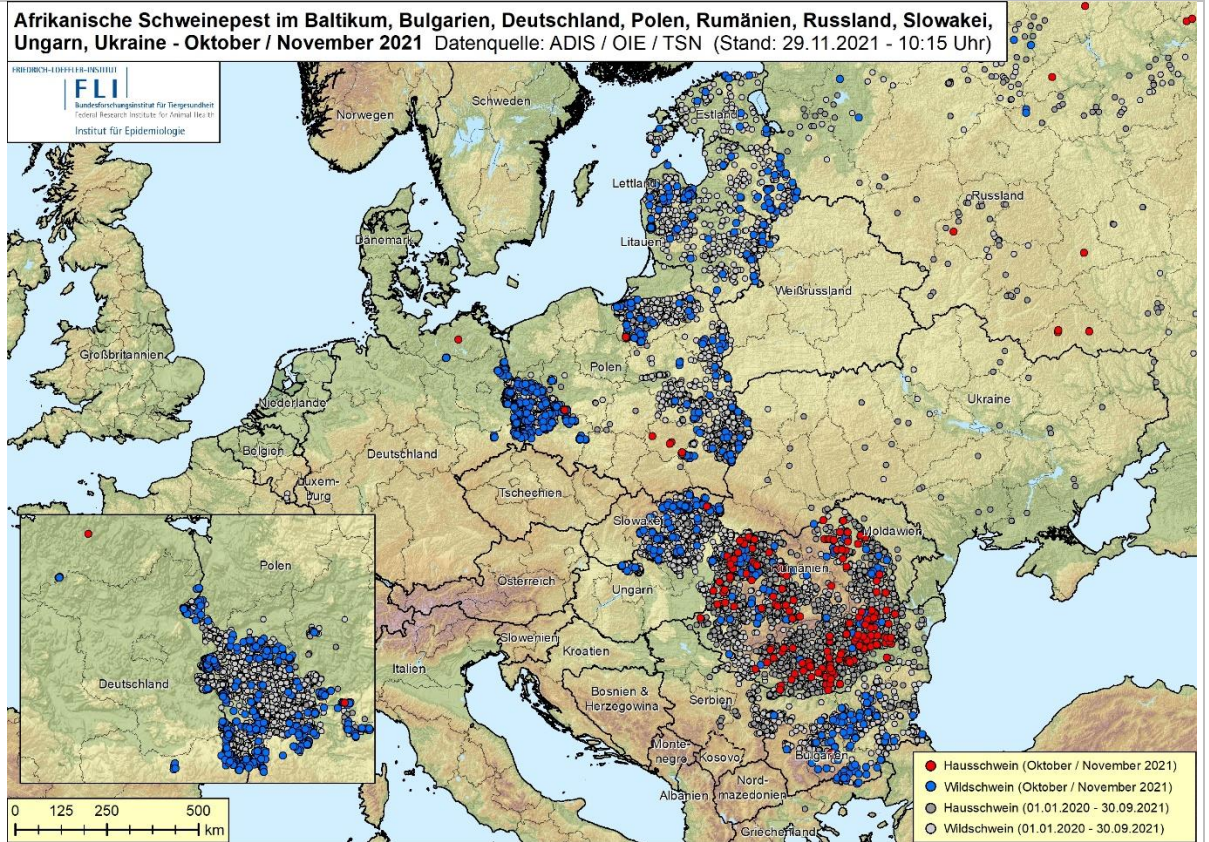 Afrikanische Schweinepest im Baltikum, Bulgarien, Deutschland, Polen, Rumänien, Russland, Slowakei,
Ungarn, Ukraine - Oktober / November 2021 Datenquelle: ADIS / OIE / TSN (Stand: 29.11.2021 - 10:15 Uhr)
FRIEDRICH-LOEFFLER-INSTITUT
FLI
Bundesforschungsinstitut für Tiergesundheit
Federal Research Institute for Animal Health
Institut für Epidemiologie
Norwegen
Schweden
Estland
Lettland
Russland
Dänemark
Litauen
Weißrussland
Großbritannien
Polen
Niederlande
Ukraine
Belgien
Deutschland
Luxem-
burg
Tschechien
Slowakei
Moldawien
Österreich
Ungarn
Rumänien
Slowenien
Kroatien
Italien
Bosnien &
Herzegowina
Serbien
Monte-
negro
Kosovo
Bulgarien
Albanien
Nord-
mazedonien
Griechenland
Polen
Deutschland
0 125 250 500
km
Hausschwein (Oktober / November 2021)
Wildschwein (Oktober / November 2021)
Hausschwein (01.01.2020 - 30.09.2021)
Wildschwein (01.01.2020 - 30.09.2021)